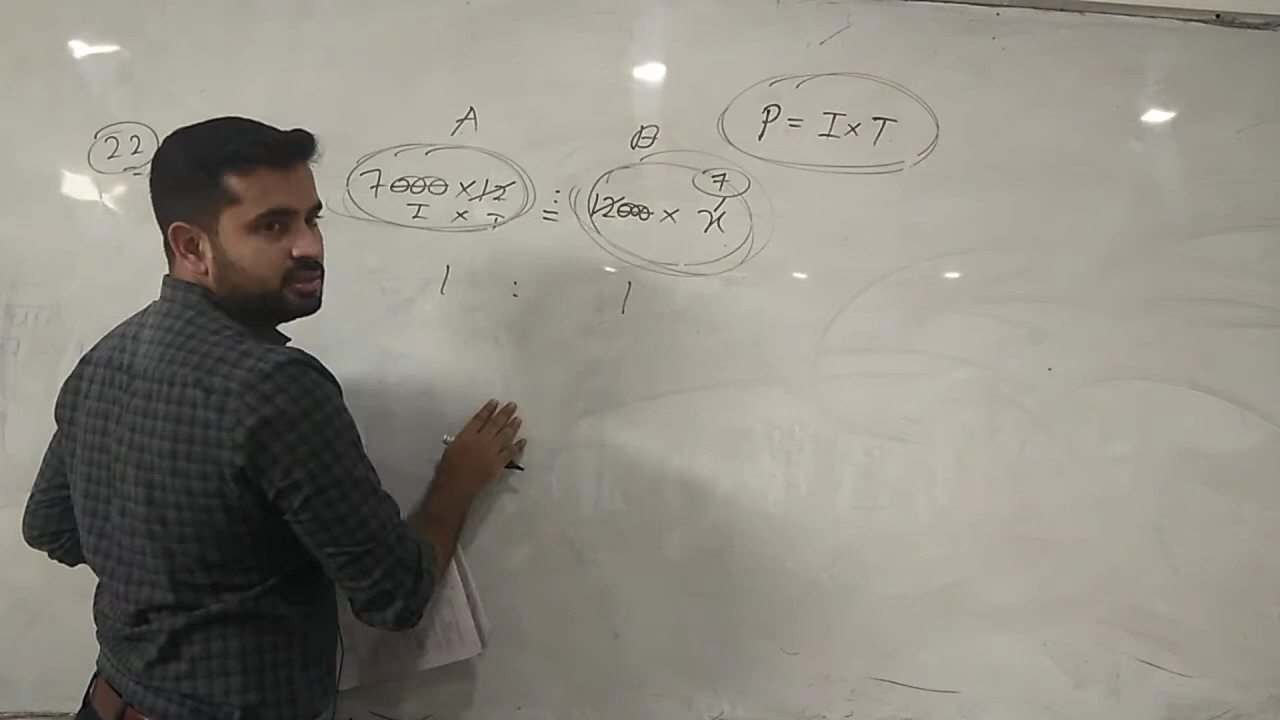 22
A
B
P = I × T
7000 × 12 : 12000 × x
I × T =
7
1 : 1